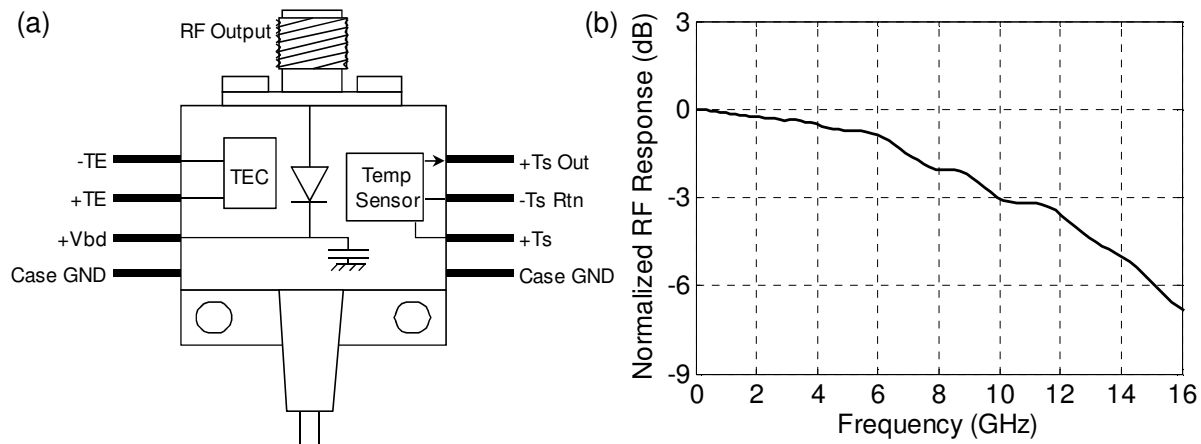 (a)
RF Output
-TE
+TE
+Vbd
Case GND
TEC
Temp
Sensor
+Ts Out
-Ts Rtn
+Ts
Case GND
(b)
Normalized RF Response (dB)
3
0
-3
-6
-9
0 2 4 6 8 10 12 14 16
Frequency (GHz)